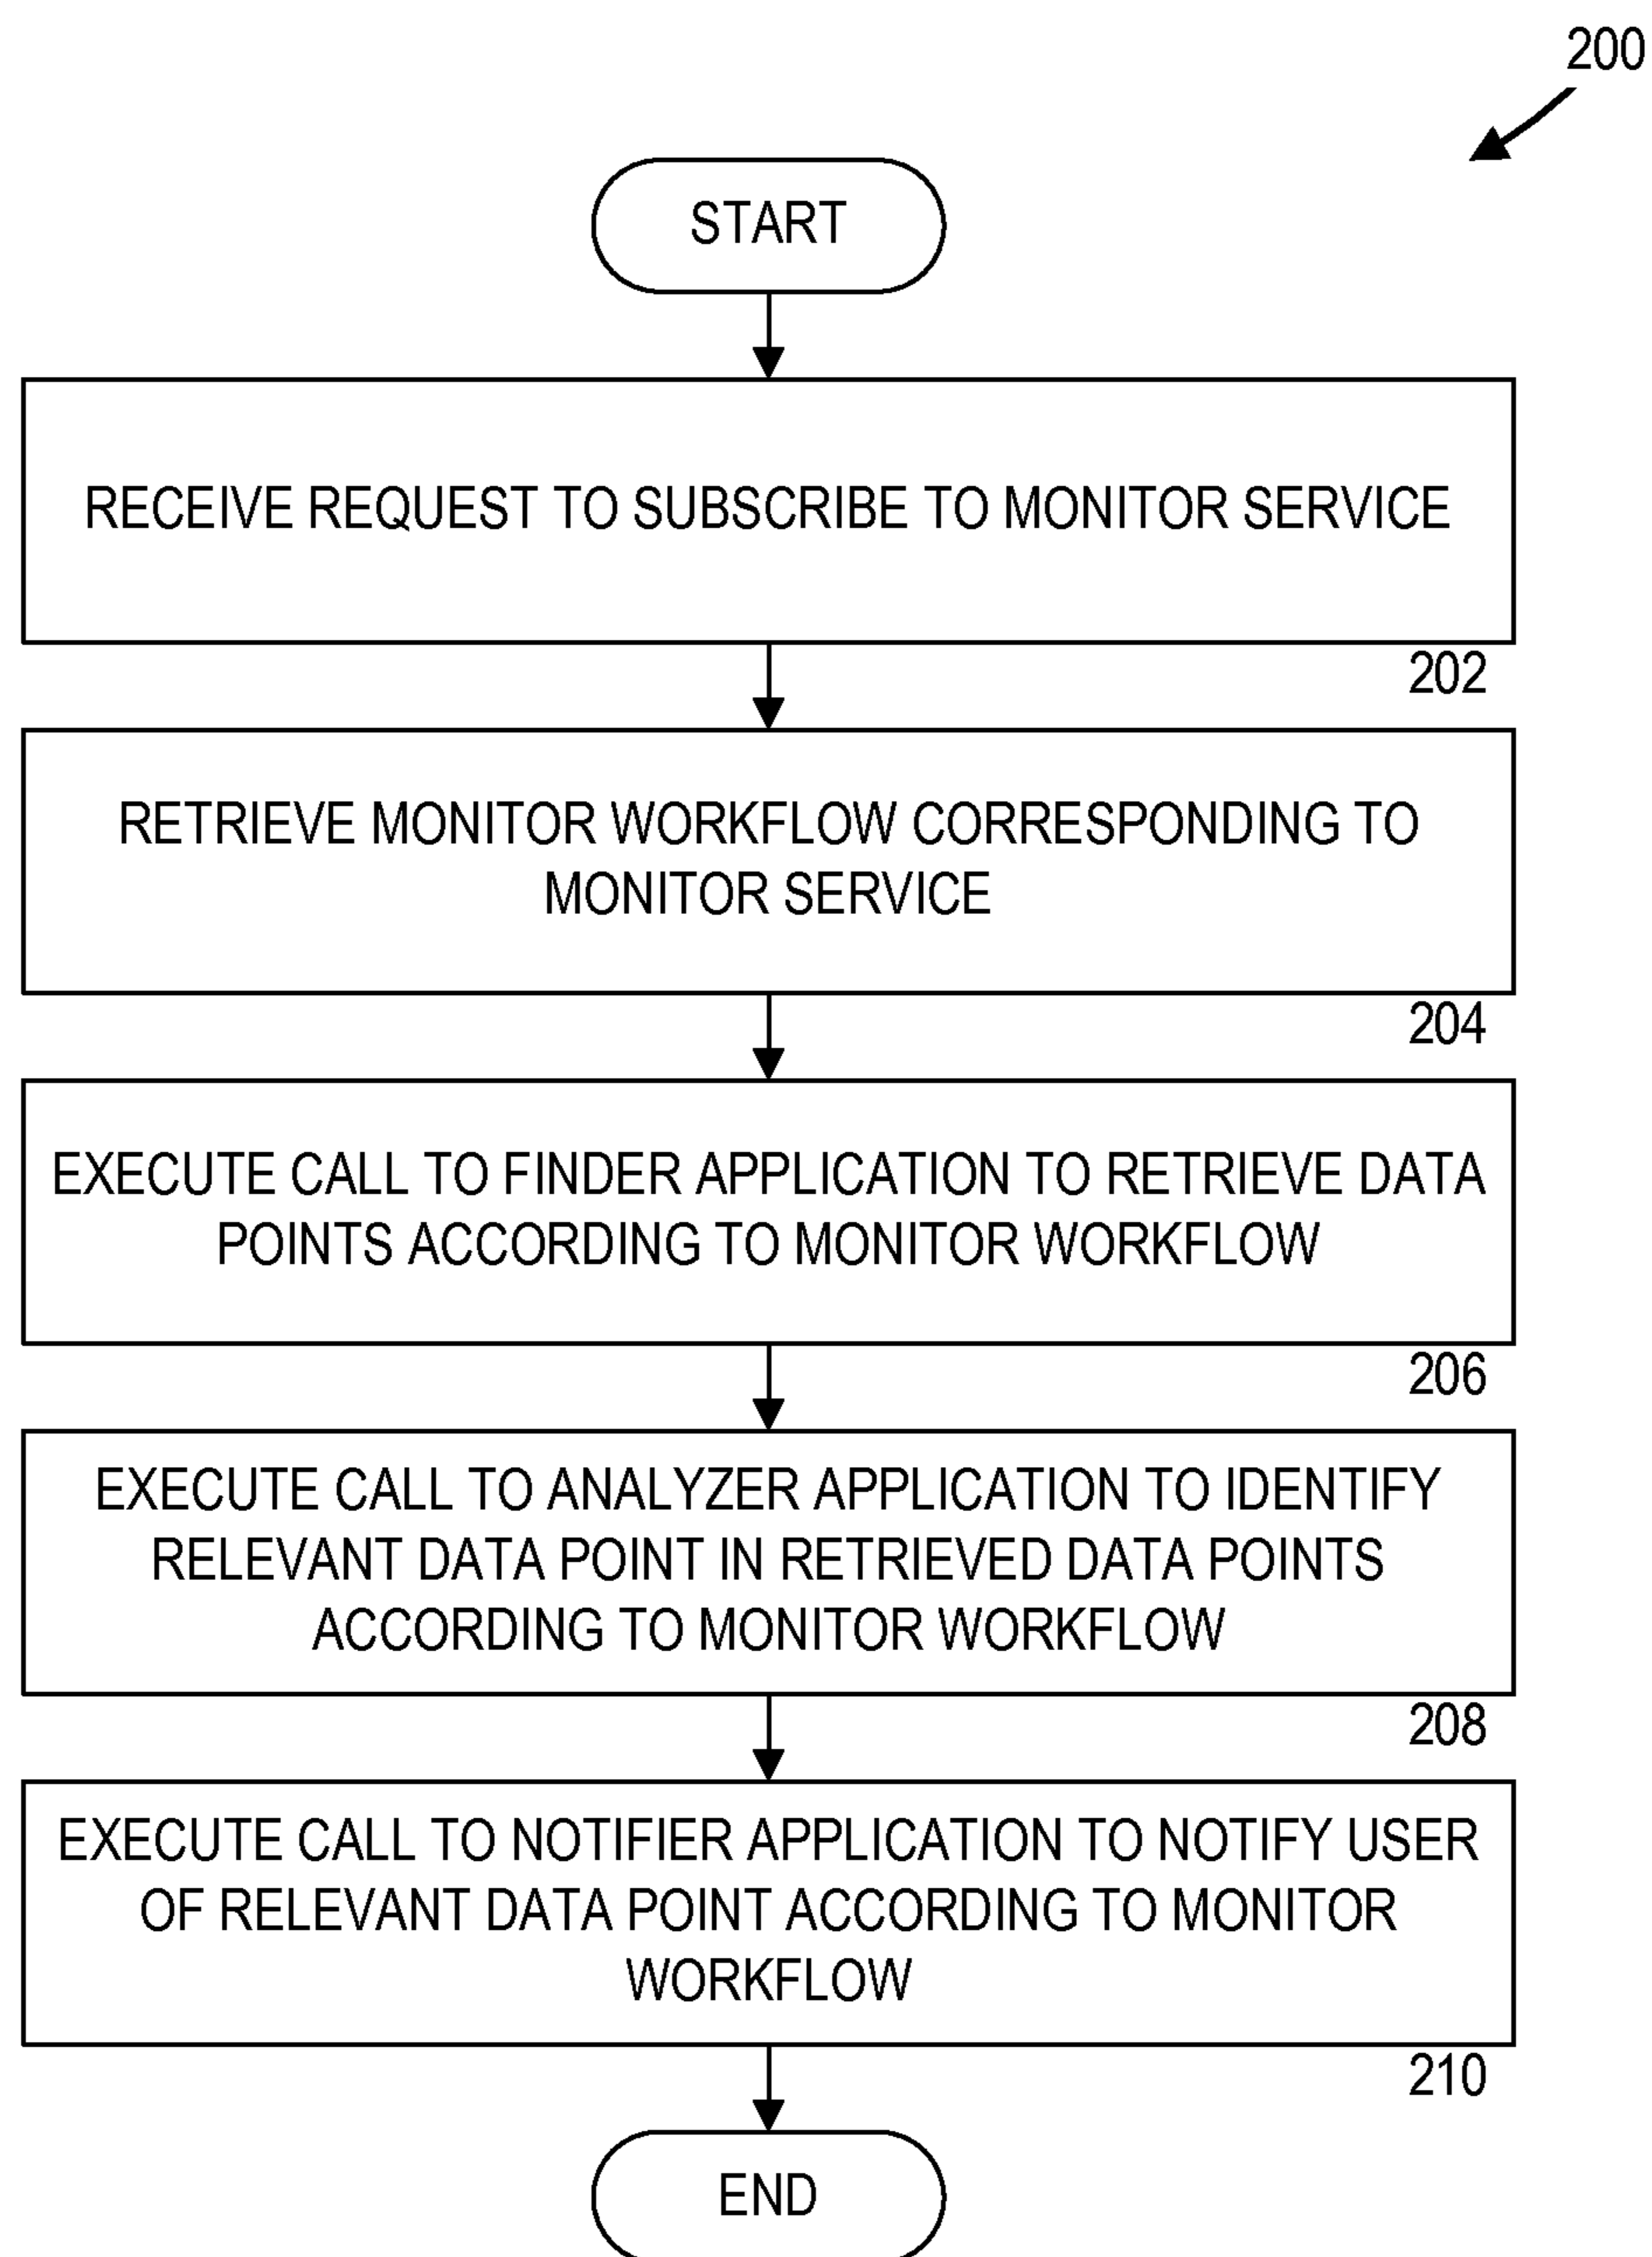 200
START
RECEIVE REQUEST TO SUBSCRIBE TO MONITOR SERVICE
202
RETRIEVE MONITOR WORKFLOW CORRESPONDING TO
MONITOR SERVICE
204
EXECUTE CALL TO FINDER APPLICATION TO RETRIEVE DATA
POINTS ACCORDING TO MONITOR WORKFLOW
206
EXECUTE CALL TO ANALYZER APPLICATION TO IDENTIFY
RELEVANT DATA POINT IN RETRIEVED DATA POINTS
ACCORDING TO MONITOR WORKFLOW
208
EXECUTE CALL TO NOTIFIER APPLICATION TO NOTIFY USER
OF RELEVANT DATA POINT ACCORDING TO MONITOR
WORKFLOW
210
END